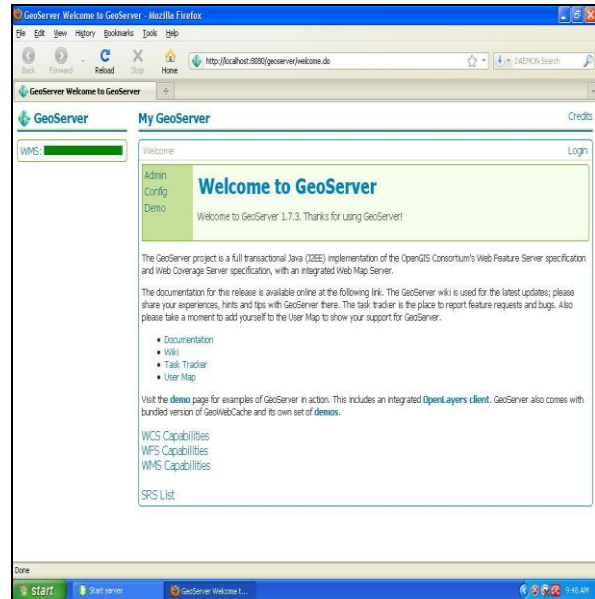 GeoServer Welcome to GeoServer - Mozilla Firefox
File Edit View History Bookmarks Tools Help
Back Forward Reload Stop Home
http://localhost:8080/geoserver/welcome.do
DAEMON Search
GeoServer Welcome to GeoServer
GeoServer
My GeoServer
Credits
WMS:
Welcome
Login
Admin
Config
Demo
Welcome to GeoServer
Welcome to GeoServer 1.7.3. Thanks for using GeoServer!
The GeoServer project is a full transactional Java (J2EE) implementation of the OpenGIS Consortium's Web Feature Server specification
and Web Coverage Server specification, with an integrated Web Map Server.
The documentation for this release is available online at the following link. The GeoServer wiki is used for the latest updates; please
share your experiences, hints and tips with GeoServer there. The task tracker is the place to report feature requests and bugs. Also
please take a moment to add yourself to the User Map to show your support for GeoServer.
• Documentation
• Wiki
• Task Tracker
• User Map
Visit the demo page for examples of GeoServer in action. This includes an integrated OpenLayers client. GeoServer also comes with
bundled version of GeoWebCache and its own set of demos.
WCS Capabilities
WFS Capabilities
WMS Capabilities
SRS List
Done
start
Start server
GeoServer Welcome t...
9:48 AM